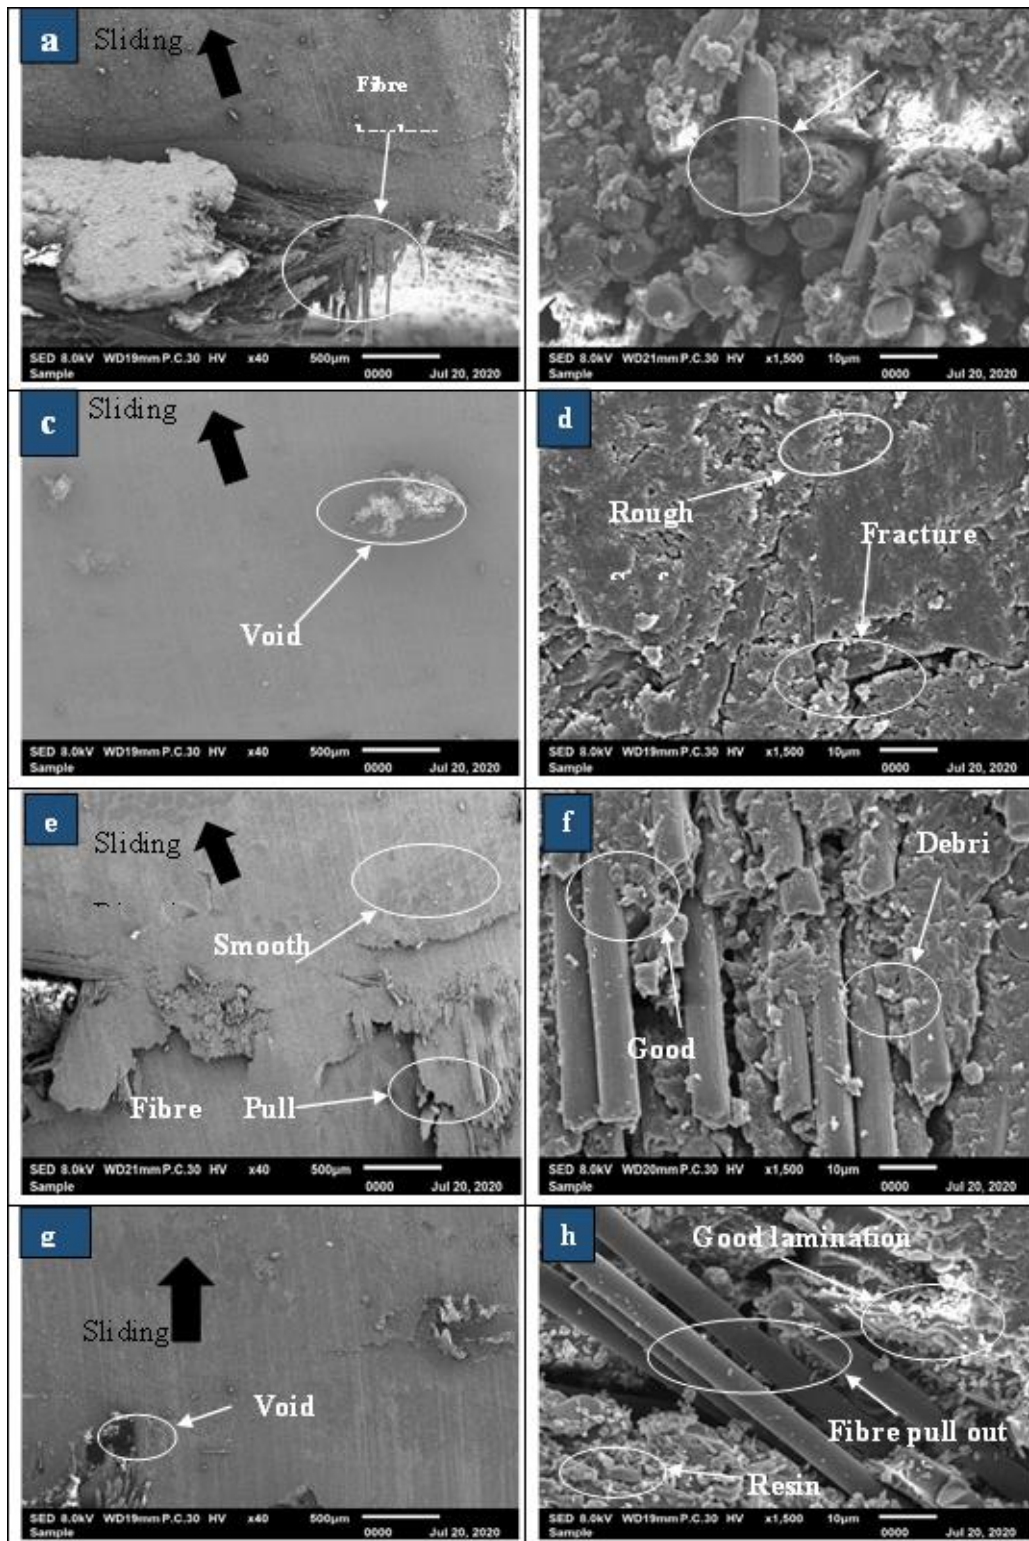 a
Sliding
Fibre
SED 8.0kV WD19mm P.C.30 HV x40 500µm
Sample 0000 Jul 20, 2020
SED 8.0kV WD21mm P.C.30 HV x1,500 10µm
Sample 0000 Jul 20, 2020
c
Sliding
Void
SED 8.0kV WD19mm P.C.30 HV x40 500µm
Sample 0000 Jul 20, 2020
d
Rough
Fracture
SED 8.0kV WD19mm P.C.30 HV x1,500 10µm
Sample 0000 Jul 20, 2020
e
Sliding
Smooth
Fibre Pull
SED 8.0kV WD21mm P.C.30 HV x40 500µm
Sample 0000 Jul 20, 2020
f
Debri
Good
SED 8.0kV WD20mm P.C.30 HV x1,500 10µm
Sample 0000 Jul 20, 2020
g
Sliding
Void
SED 8.0kV WD19mm P.C.30 HV x40 500µm
Sample 0000 Jul 20, 2020
h
Good lamination
Fibre pull out
Resin
SED 8.0kV WD19mm P.C.30 HV x1,500 10µm
Sample 0000 Jul 20, 2020